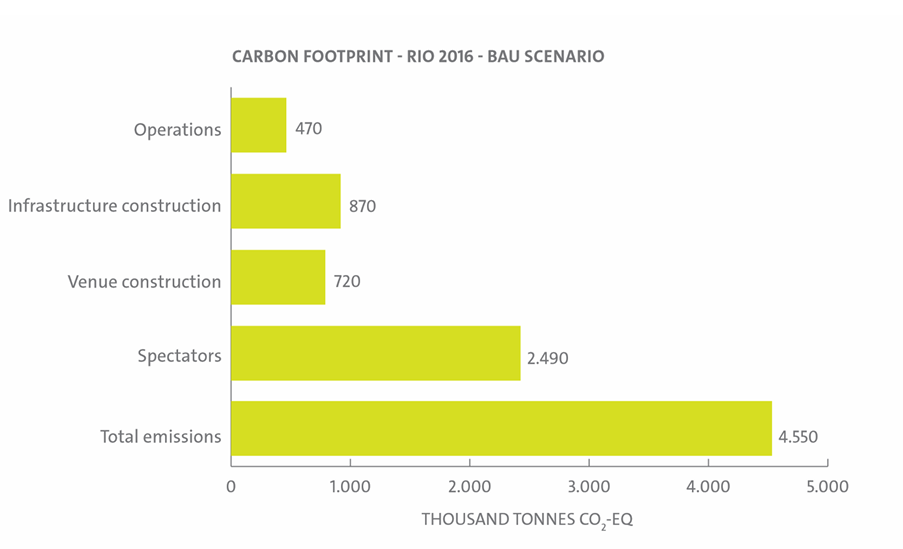 CARBON FOOTPRINT - RIO 2016 - BAU SCENARIO
Operations 470
Infrastructure construction 870
Venue construction 720
Spectators 2.490
Total emissions 4.550
0 1.000 2.000 3.000 4.000 5.000
THOUSAND TONNES CO₂-EQ